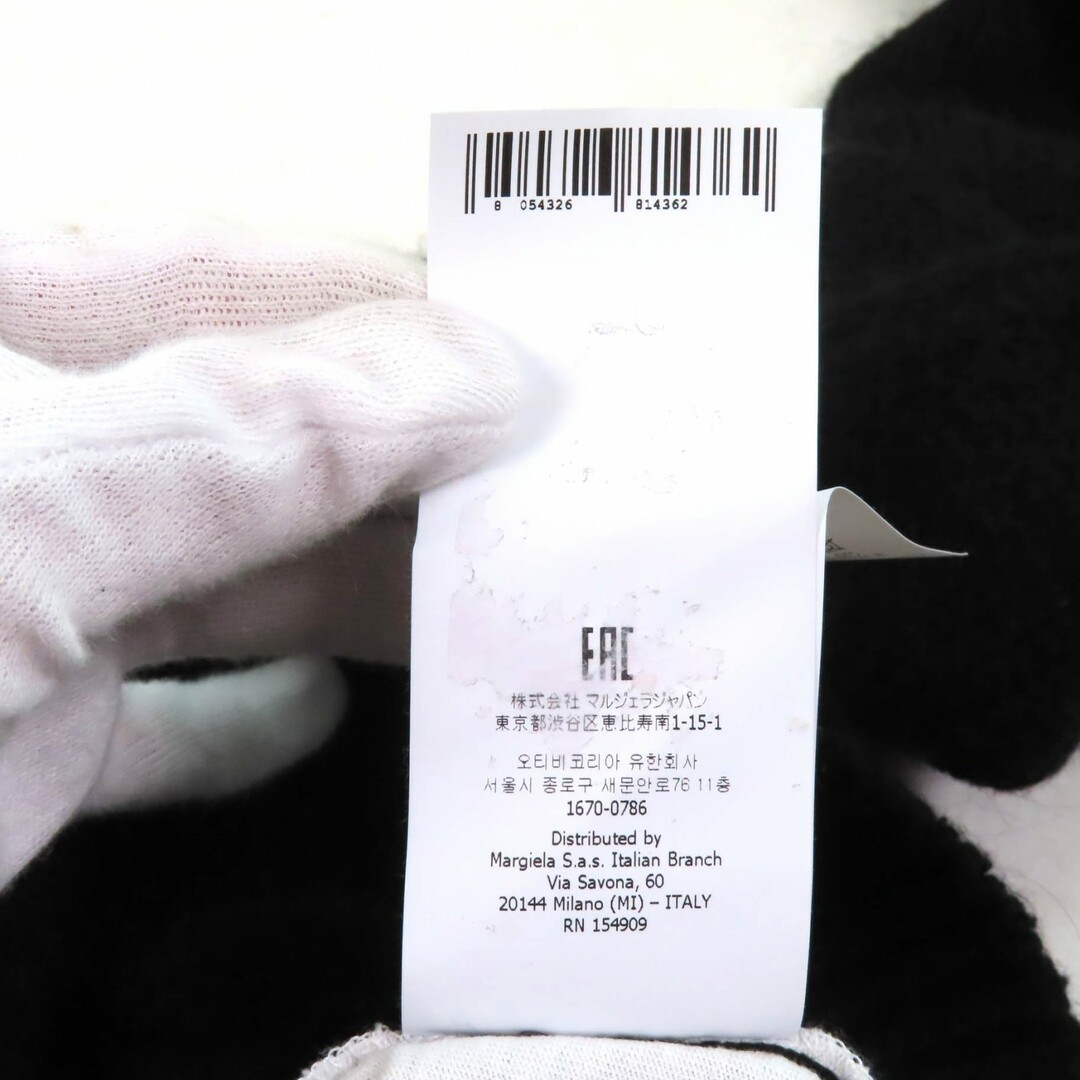 8 054326 814362
EAC
株式会社 マルジェラジャパン
東京都渋谷区恵比寿南1-15-1
오티비코리아 유한회사
서울시 종로구 새문안로76 11층
1670-0786
Distributed by
Margiela S.a.s. Italian Branch
Via Savona, 60
20144 Milano (MI) – ITALY
RN 154909